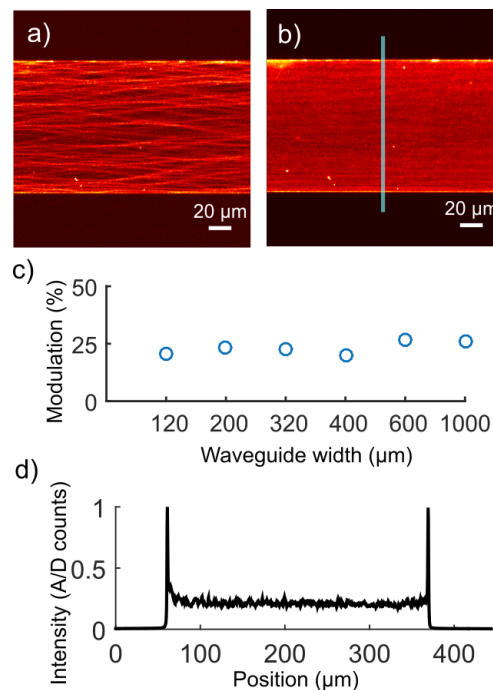 a)
b)
20 µm
20 µm
c)
Modulation (%)
50
25
0
120 200 320 400 600 1000
Waveguide width (µm)
d)
Intensity (A/D counts)
1
0.5
0
0 100 200 300 400
Position (µm)